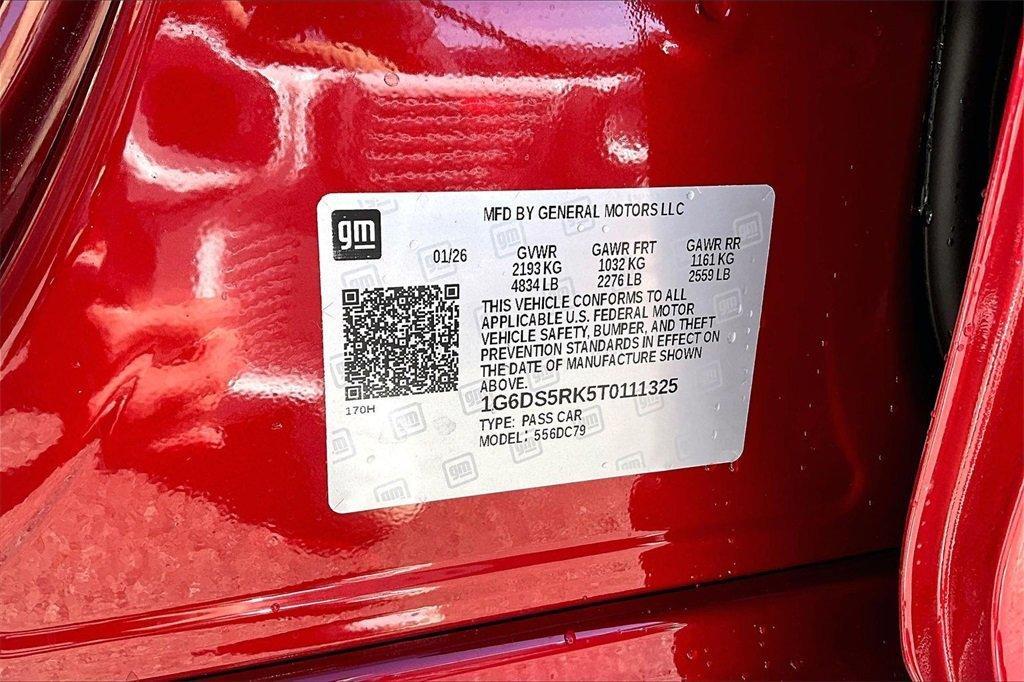 gm
MFD BY GENERAL MOTORS LLC
01/26
GVWR GAWR FRT GAWR RR
2193 KG 1032 KG 1161 KG
4834 LB 2276 LB 2559 LB
THIS VEHICLE CONFORMS TO ALL
APPLICABLE U.S. FEDERAL MOTOR
VEHICLE SAFETY, BUMPER, AND THEFT
PREVENTION STANDARDS IN EFFECT ON
THE DATE OF MANUFACTURE SHOWN
ABOVE.
170H
1G6DS5RK5T0111325
TYPE: PASS CAR
MODEL: 556DC79